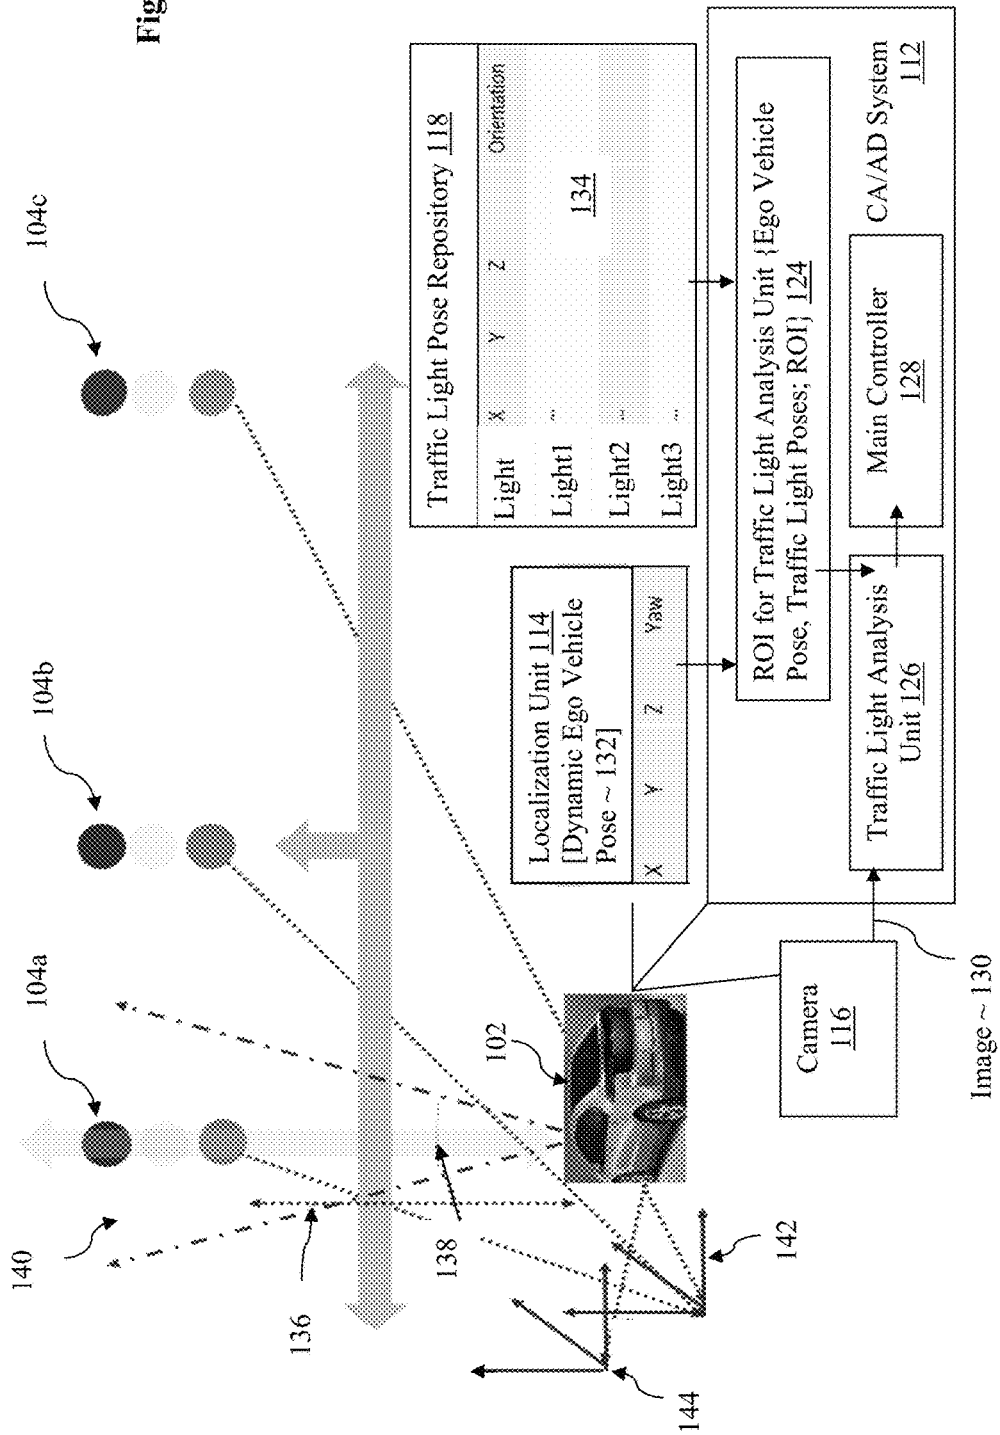 Fig
104a
104b
104c
140
136
138
102
142
144
Traffic Light Pose Repository 118
Light X Y Z Orientation
Light1 ...
Light2 ...
Light3 ...
134
Localization Unit 114
[Dynamic Ego Vehicle
Pose ~ 132]
X Y Z Yaw
ROI for Traffic Light Analysis Unit {Ego Vehicle
Pose, Traffic Light Poses; ROI} 124
CA/AD System
112
Traffic Light Analysis
Unit 126
Main Controller
128
Camera
116
Image ~ 130